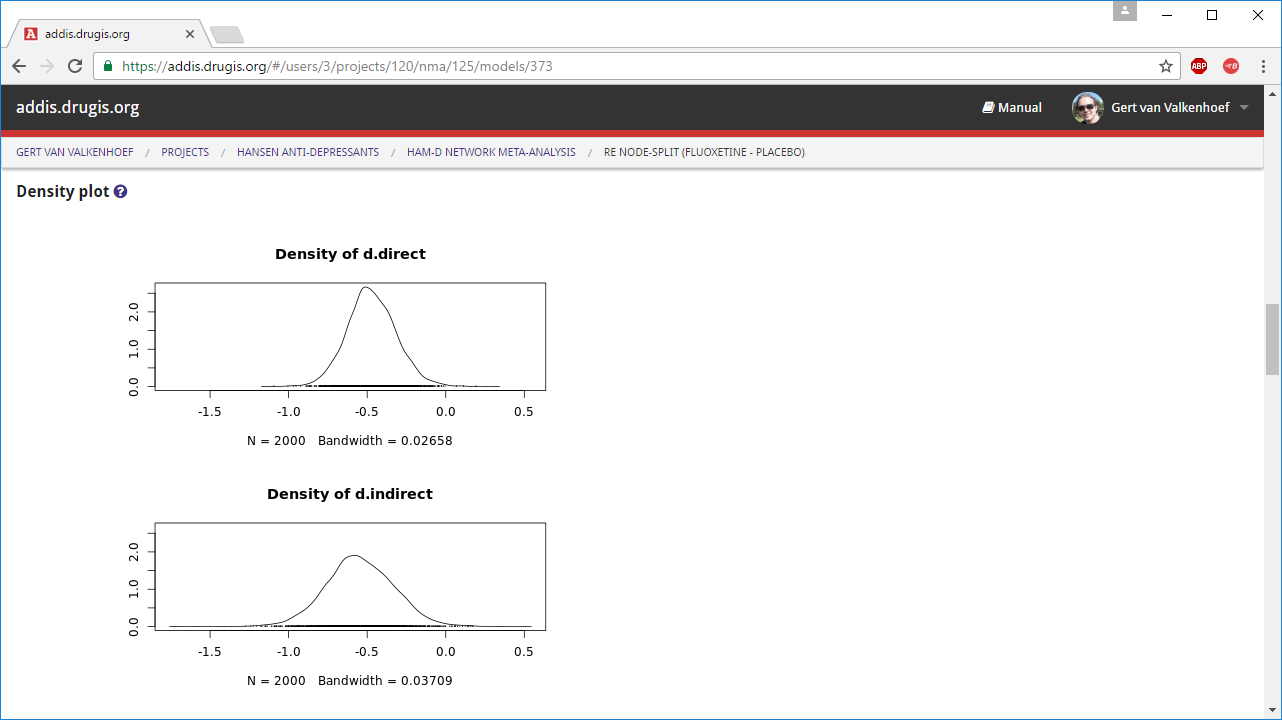 addis.drugis.org
https://addis.drugis.org/#/users/3/projects/120/nma/125/models/373
ABP
addis.drugis.org
Manual
Gert van Valkenhoef
GERT VAN VALKENHOEF / PROJECTS / HANSEN ANTI-DEPRESSANTS / HAM-D NETWORK META-ANALYSIS / RE NODE-SPLIT (FLUOXETINE - PLACEBO)
Density plot ?
Density of d.direct
0.0 1.0 2.0
-1.5 -1.0 -0.5 0.0 0.5
N = 2000 Bandwidth = 0.02658
Density of d.indirect
0.0 1.0 2.0
-1.5 -1.0 -0.5 0.0 0.5
N = 2000 Bandwidth = 0.03709